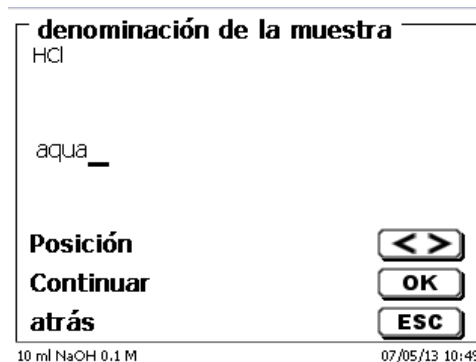 denominación de la muestra
HCl
aqua
Posición < >
Continuar OK
atrás ESC
10 ml NaOH 0.1 M 07/05/13 10:49